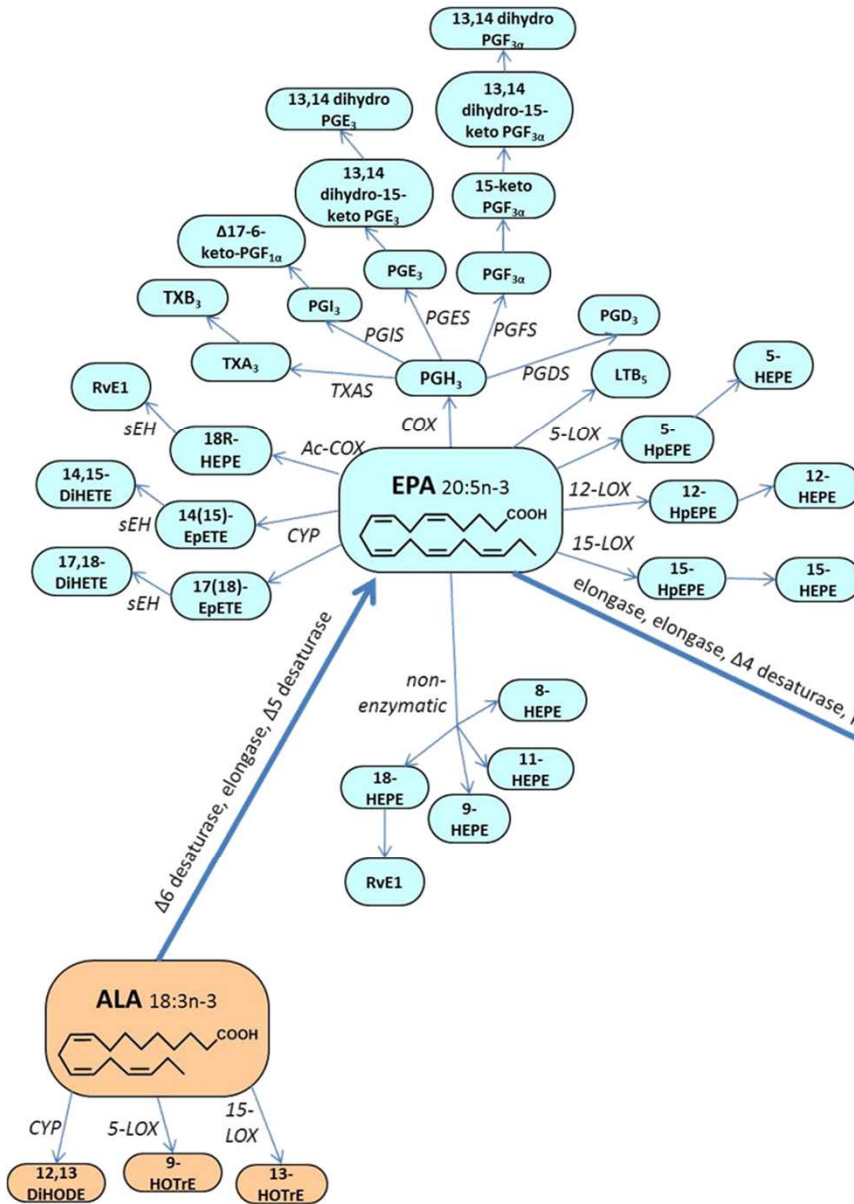 13,14 dihydro
PGF3α
13,14 dihydro
PGE3
13,14
dihydro-15-
keto PGF3α
13,14
dihydro-15-
keto PGE3
15-keto
PGF3α
Δ17-6-
keto-PGF1α
PGE3
PGF3α
TXB3
PGI3
PGES
PGFS
PGD3
PGIS
TXA3
PGH3
PGDS
LTB5
5-
HEPE
TXAS
RvE1
COX
5-LOX
5-
HpEPE
sEH
18R-
HEPE
Ac-COX
EPA 20:5n-3
COOH
14,15-
DiHETE
sEH
14(15)-
EpETE
CYP
12-LOX
12-
HpEPE
12-
HEPE
15-LOX
17,18-
DiHETE
sEH
17(18)-
EpETE
15-
HpEPE
15-
HEPE
Δ6 desaturase, elongase, Δ5 desaturase
elongase, elongase, Δ4 desaturase,
non-
enzymatic
8-
HEPE
11-
HEPE
18-
HEPE
9-
HEPE
RvE1
ALA 18:3n-3
COOH
CYP
5-LOX
15-
LOX
12,13
DiHODE
9-
HOTrE
13-
HOTrE